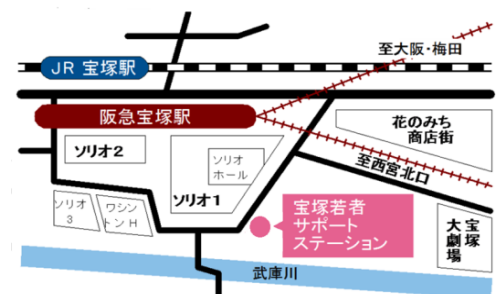 至大阪・梅田
JR 宝塚駅
阪急宝塚駅
花のみち
商店街
ソリオ2
ソリオ
ホール
至西宮北口
ソリオ1
ソリオ
3
ワシン
トンH
宝塚若者
サポート
ステーション
宝塚
大劇場
武庫川